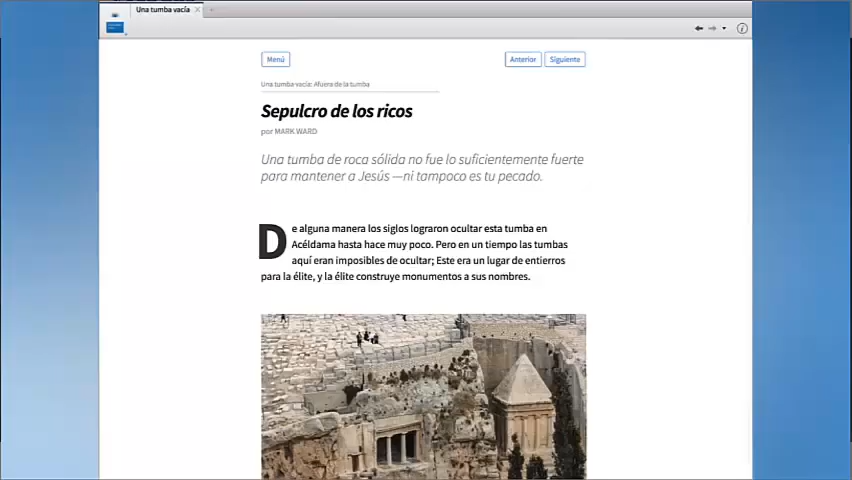 Una tumba vacía
Menú
Anterior
Siguiente
Una tumba vacía: Afuera de la tumba
Sepulcro de los ricos
por MARK WARD
Una tumba de roca sólida no fue lo suficientemente fuerte
para mantener a Jesús —ni tampoco es tu pecado.
De alguna manera los siglos lograron ocultar esta tumba en
Acéldama hasta hace muy poco. Pero en un tiempo las tumbas
aquí eran imposibles de ocultar; Este era un lugar de entierros
para la élite, y la élite construye monumentos a sus nombres.